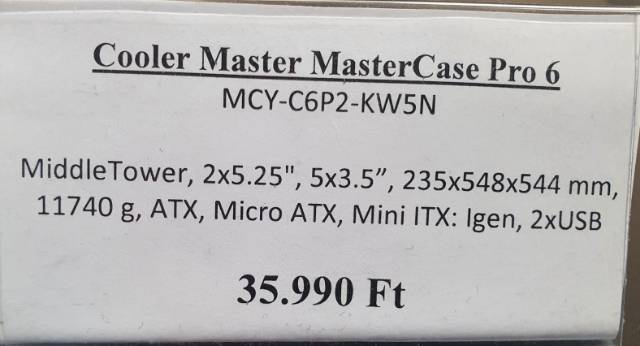 Cooler Master MasterCase Pro 6
MCY-C6P2-KW5N
MiddleTower, 2x5.25", 5x3.5”, 235x548x544 mm,
11740 g, ATX, Micro ATX, Mini ITX: Igen, 2xUSB
35.990 Ft